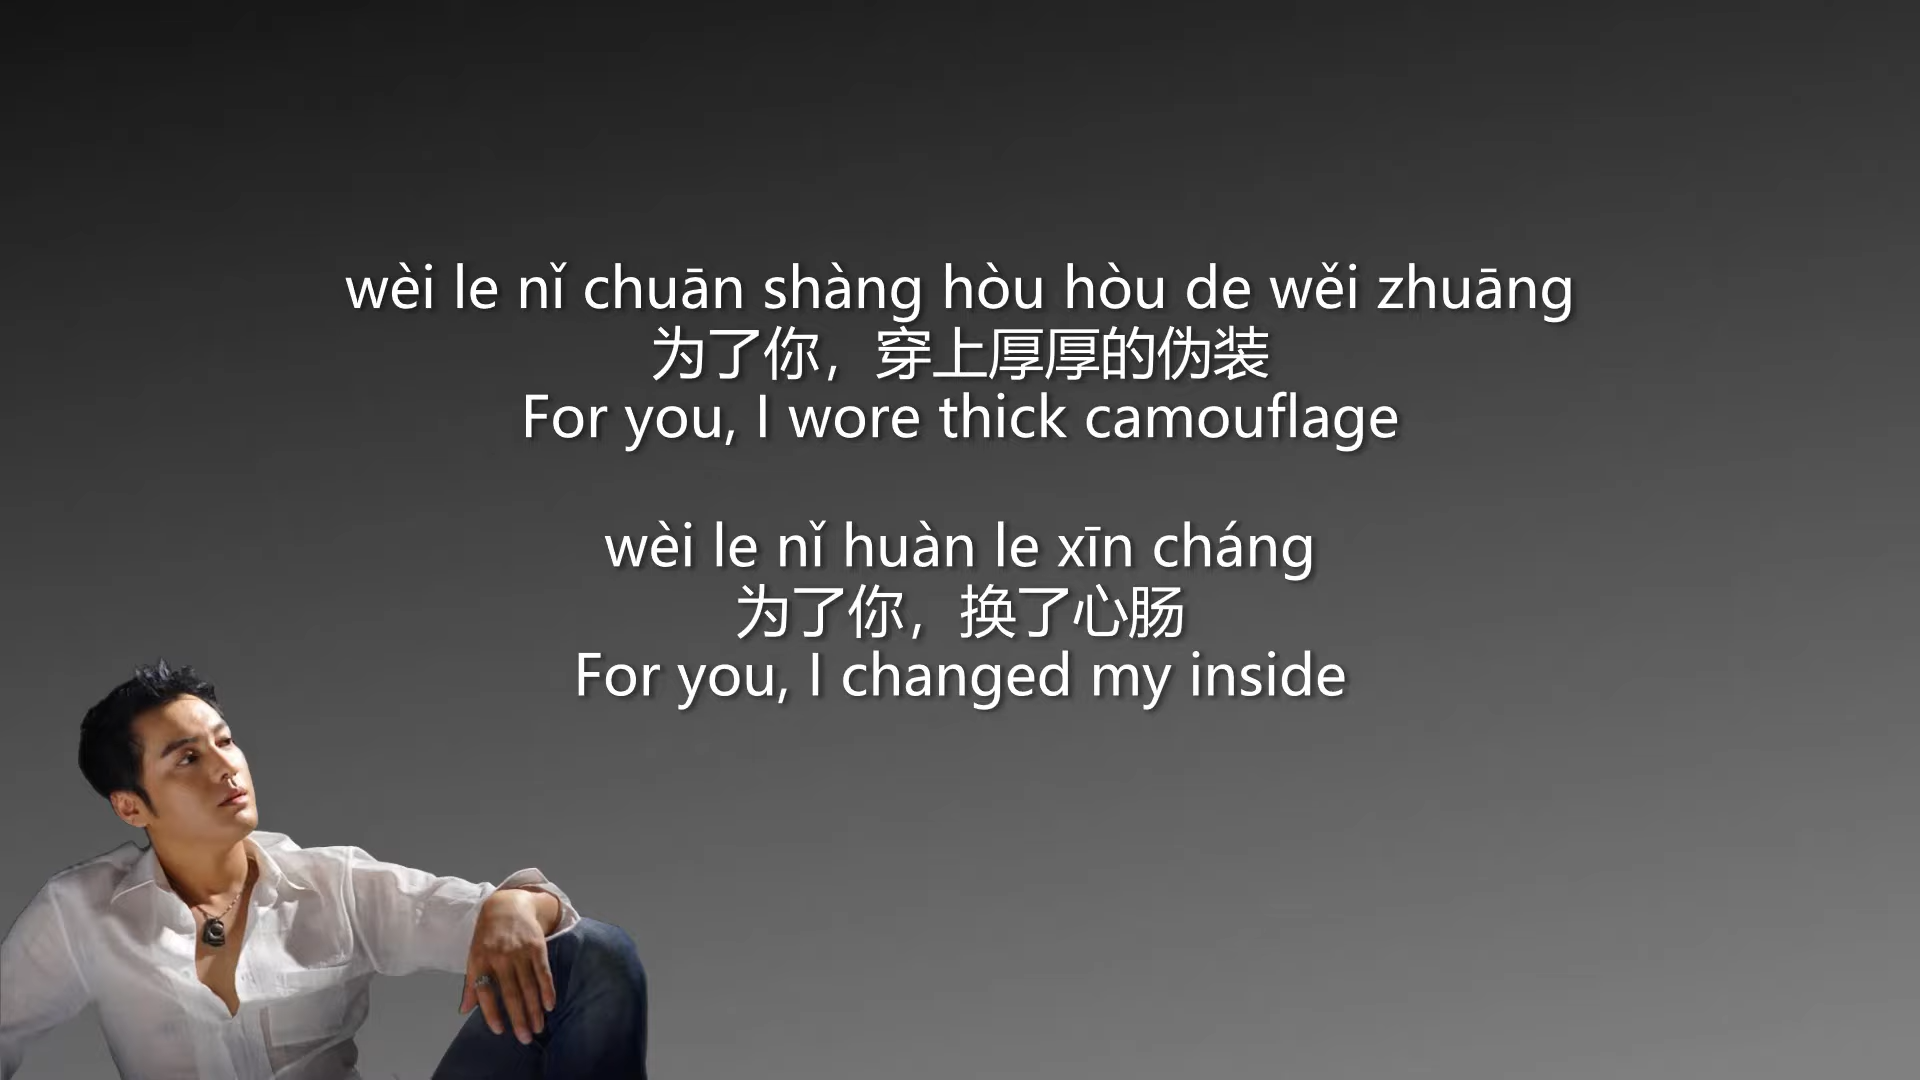 wèi le nǐ chuān shàng hòu hòu de wěi zhuāng
为了你，穿上厚厚的伪装
For you, I wore thick camouflage
wèi le nǐ huàn le xīn cháng
为了你，换了心肠
For you, I changed my inside